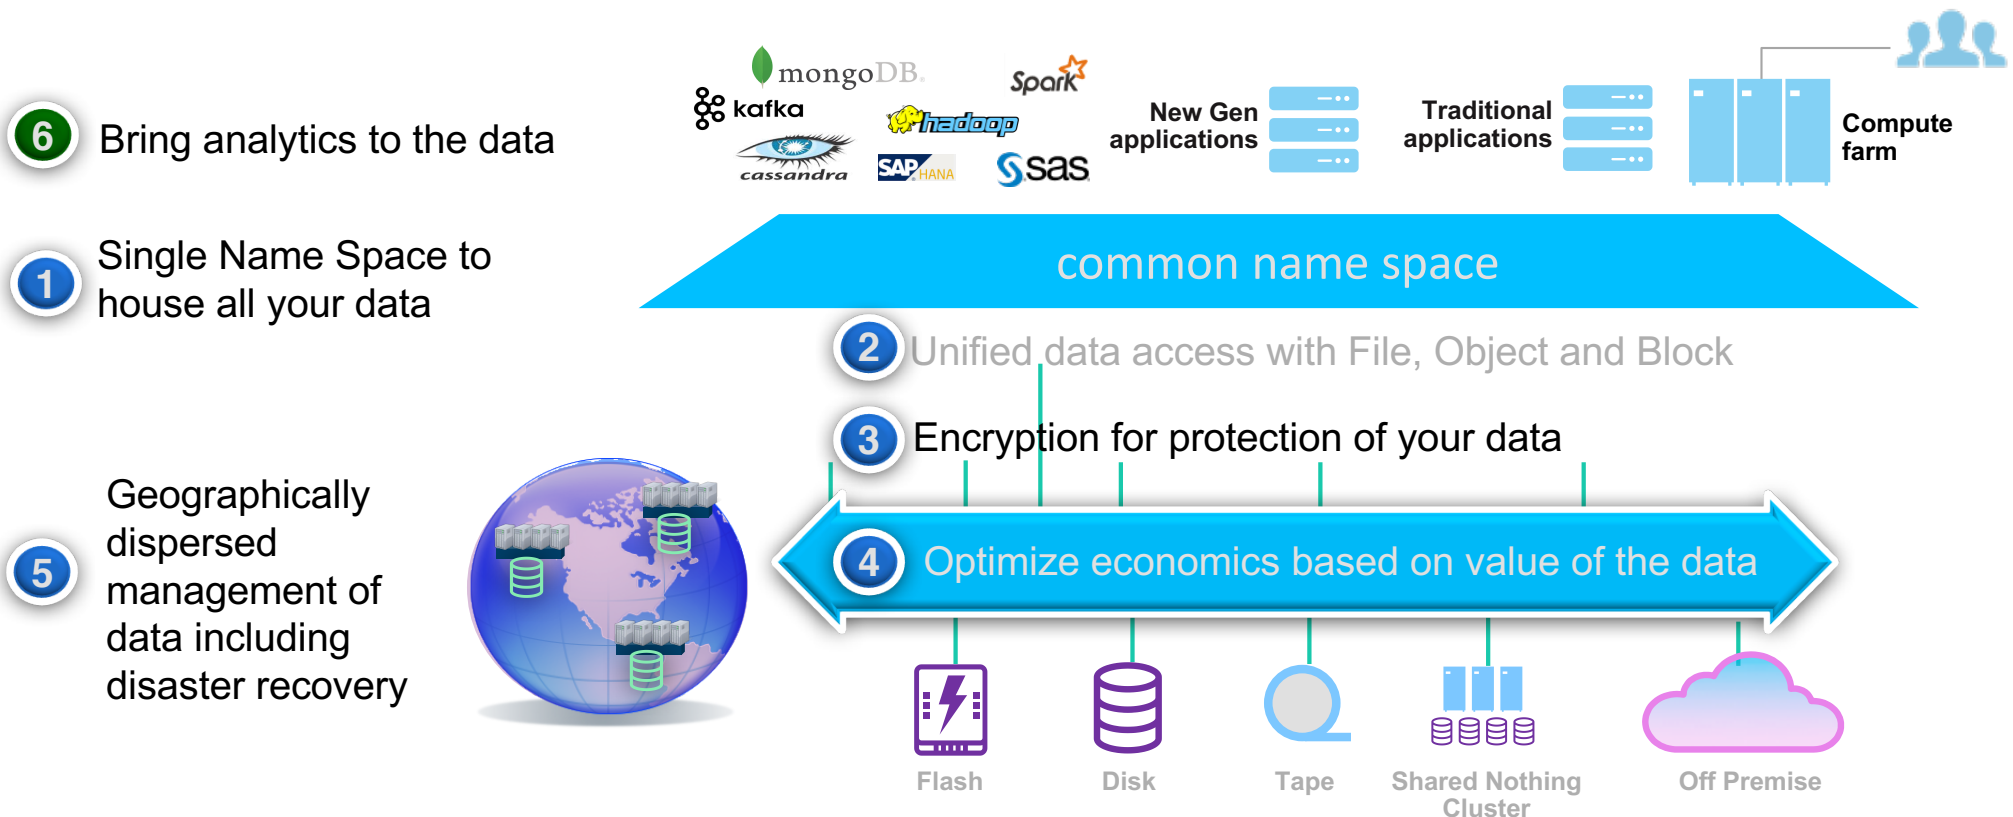 mongoDB.
Spark
kafka
hadoop
cassandra
SAP HANA
sas
New Gen
applications
Traditional
applications
Compute
farm
6
Bring analytics to the data
1
Single Name Space to
house all your data
common name space
2
Unified data access with File, Object and Block
3
Encryption for protection of your data
4
Optimize economics based on value of the data
5
Geographically
dispersed
management of
data including
disaster recovery
Flash
Disk
Tape
Shared Nothing
Cluster
Off Premise